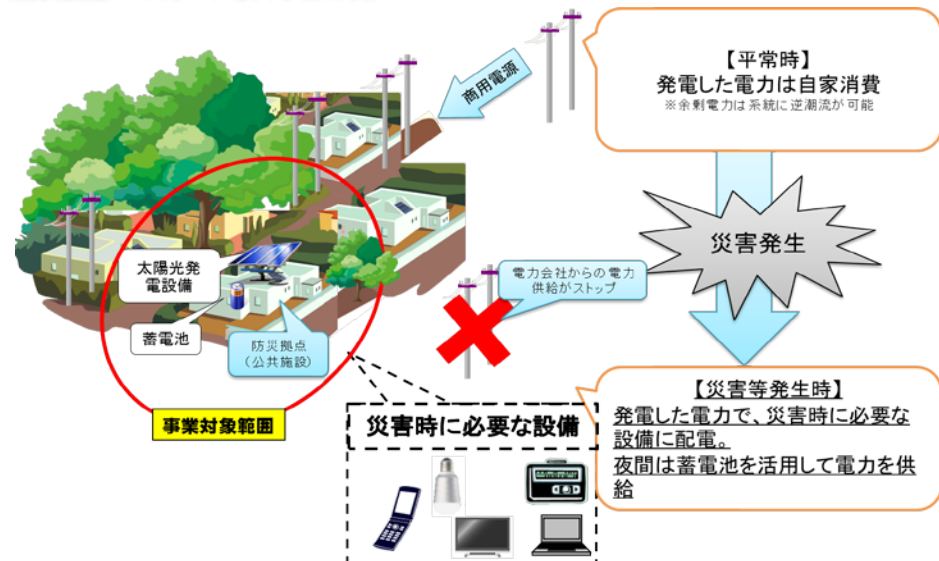 商用電源
【平常時】
発電した電力は自家消費
※余剰電力は系統に逆潮流が可能
災害発生
太陽光発
電設備
蓄電池
防災拠点
(公共施設)
電力会社からの電力
供給がストップ
事業対象範囲
災害時に必要な設備
【災害等発生時】
発電した電力で、災害時に必要な
設備に配電。
夜間は蓄電池を活用して電力を供
給